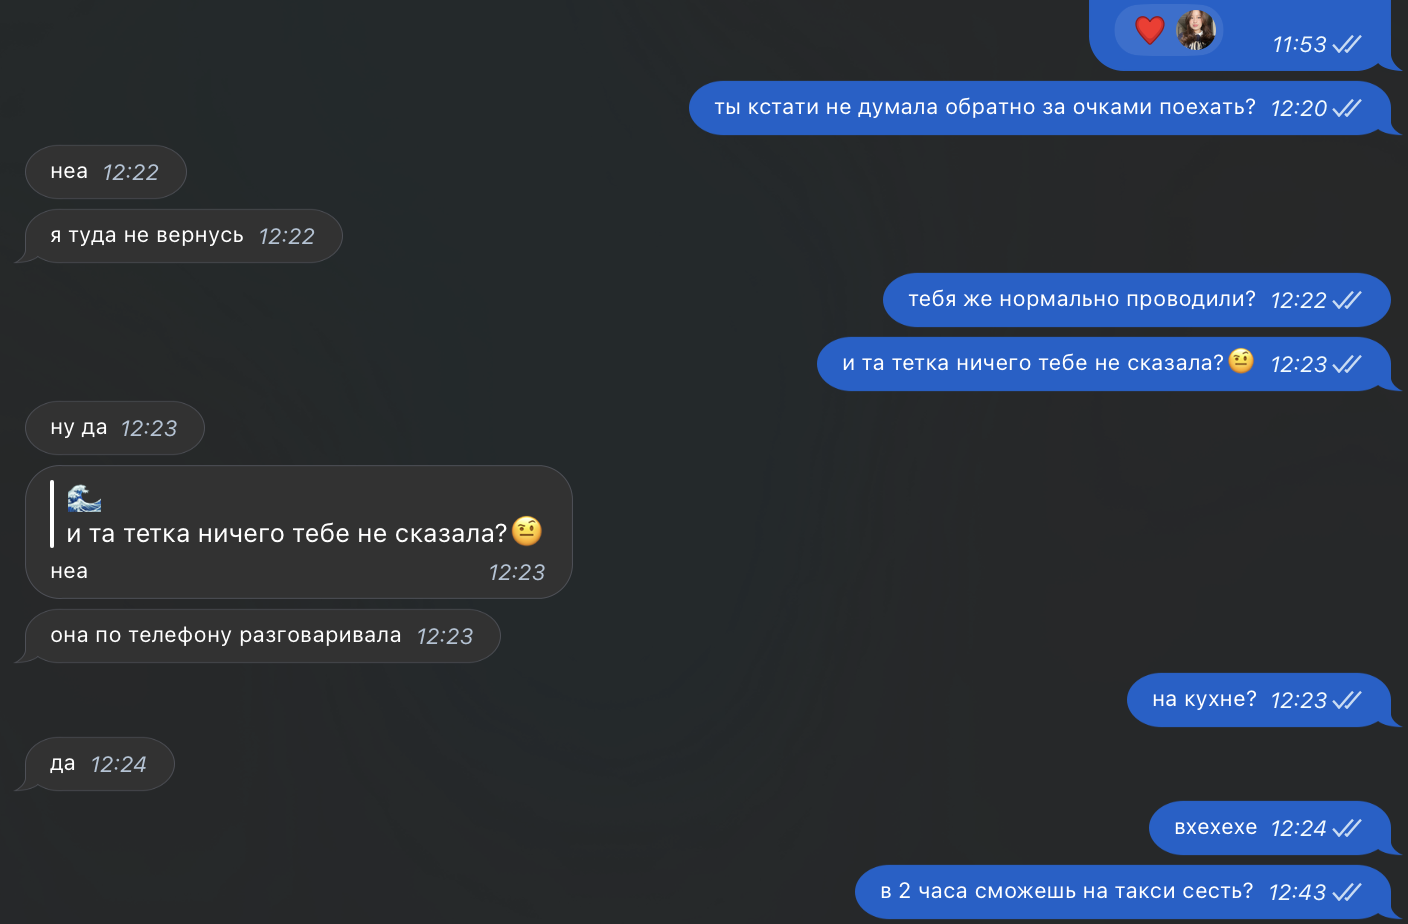 11:53
ты кстати не думала обратно за очками поехать? 12:20
неа 12:22
я туда не вернусь 12:22
тебя же нормально проводили? 12:22
и та тетка ничего тебе не сказала?🤨 12:23
ну да 12:23
🌊
и та тетка ничего тебе не сказала?🤨
неа 12:23
она по телефону разговаривала 12:23
на кухне? 12:23
да 12:24
вхехехе 12:24
в 2 часа сможешь на такси сесть? 12:43